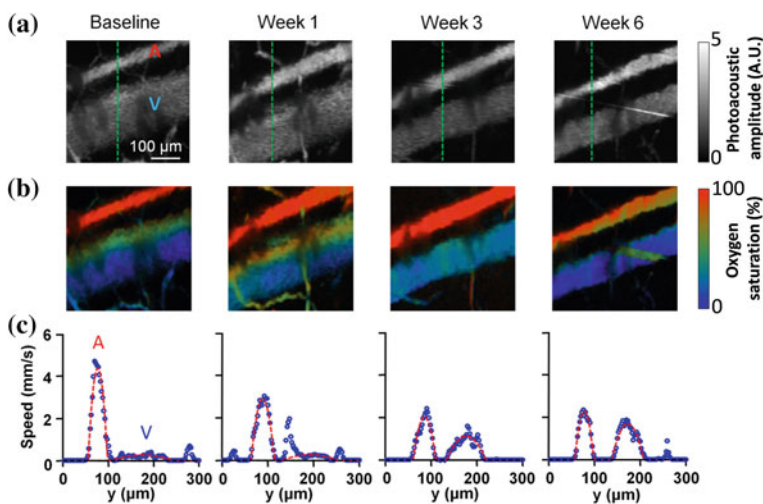 Baseline Week 1 Week 3 Week 6
(a)
A
V
100 µm
5
0
Photoacoustic
amplitude (A.U.)
(b)
100
0
Oxygen
saturation (%)
(c)
6
4
2
0
Speed (mm/s)
A
V
0 100 200 300 0 100 200 300 0 100 200 300 0 100 200 300
y (µm) y (µm) y (µm) y (µm)